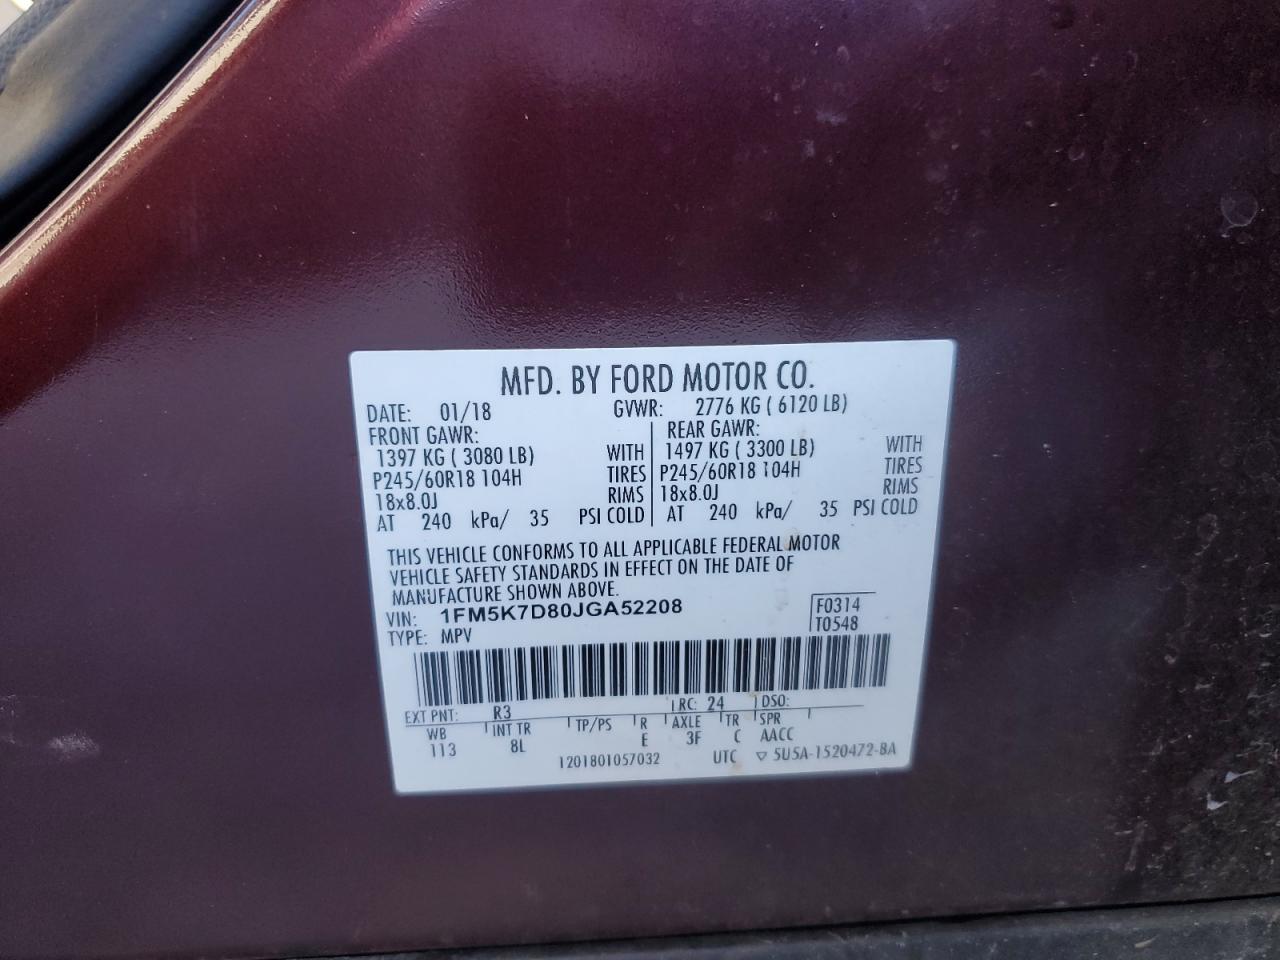 MFD. BY FORD MOTOR CO.
DATE: 01/18 GVWR: 2776 KG ( 6120 LB)
FRONT GAWR: REAR GAWR:
1397 KG ( 3080 LB) WITH 1497 KG ( 3300 LB) WITH
P245/60R18 104H TIRES P245/60R18 104H TIRES
18x8.0J RIMS 18x8.0J RIMS
AT 240 kPa/ 35 PSI COLD AT 240 kPa/ 35 PSI COLD
THIS VEHICLE CONFORMS TO ALL APPLICABLE FEDERAL MOTOR
VEHICLE SAFETY STANDARDS IN EFFECT ON THE DATE OF
MANUFACTURE SHOWN ABOVE.
VIN: 1FM5K7D80JGA52208 F0314
TYPE: MPV T0548
EXT PNT: R3 RC: 24 DSO:
WB INT TR TP/PS R AXLE TR SPR
113 8L E 3F C AACC
1201801057032 UTC ▽ 5U5A-1520472-BA